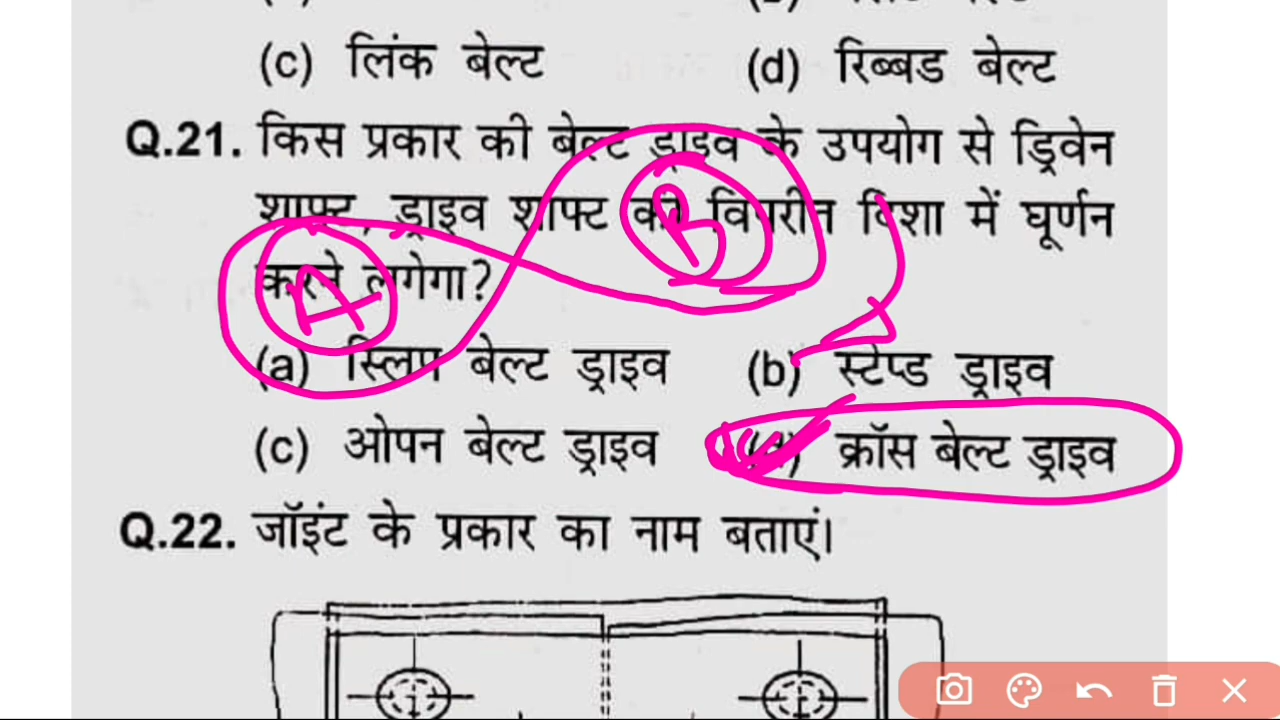 (c) लिंक बेल्ट (d) रिब्बड बेल्ट
Q.21. किस प्रकार की बेल्ट ड्राइव के उपयोग से ड्रिवेन
शाफ्ट, ड्राइव शाफ्ट की विपरीत दिशा में घूर्णन
करने लगेगा?
A
B
(a) स्लिप बेल्ट ड्राइव (b) स्टेप्ड ड्राइव
(c) ओपन बेल्ट ड्राइव (d) क्रॉस बेल्ट ड्राइव
Q.22. जॉइंट के प्रकार का नाम बताएं।